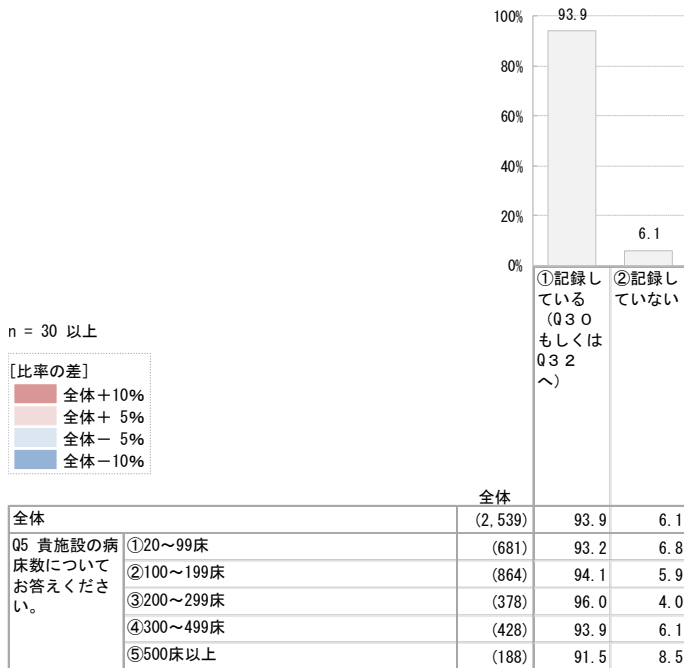 100%
93.9
80%
60%
40%
20%
6.1
0%
①記録し
ている
（Q３０
もしくは
Q３２
へ）
②記録し
ていない
n = 30 以上
[比率の差]
全体＋10%
全体＋ 5%
全体－ 5%
全体－10%
全体
全体 (2,539) 93.9 6.1
Q5 貴施設の病
床数について
お答えくださ
い。
①20～99床 (681) 93.2 6.8
②100～199床 (864) 94.1 5.9
③200～299床 (378) 96.0 4.0
④300～499床 (428) 93.9 6.1
⑤500床以上 (188) 91.5 8.5